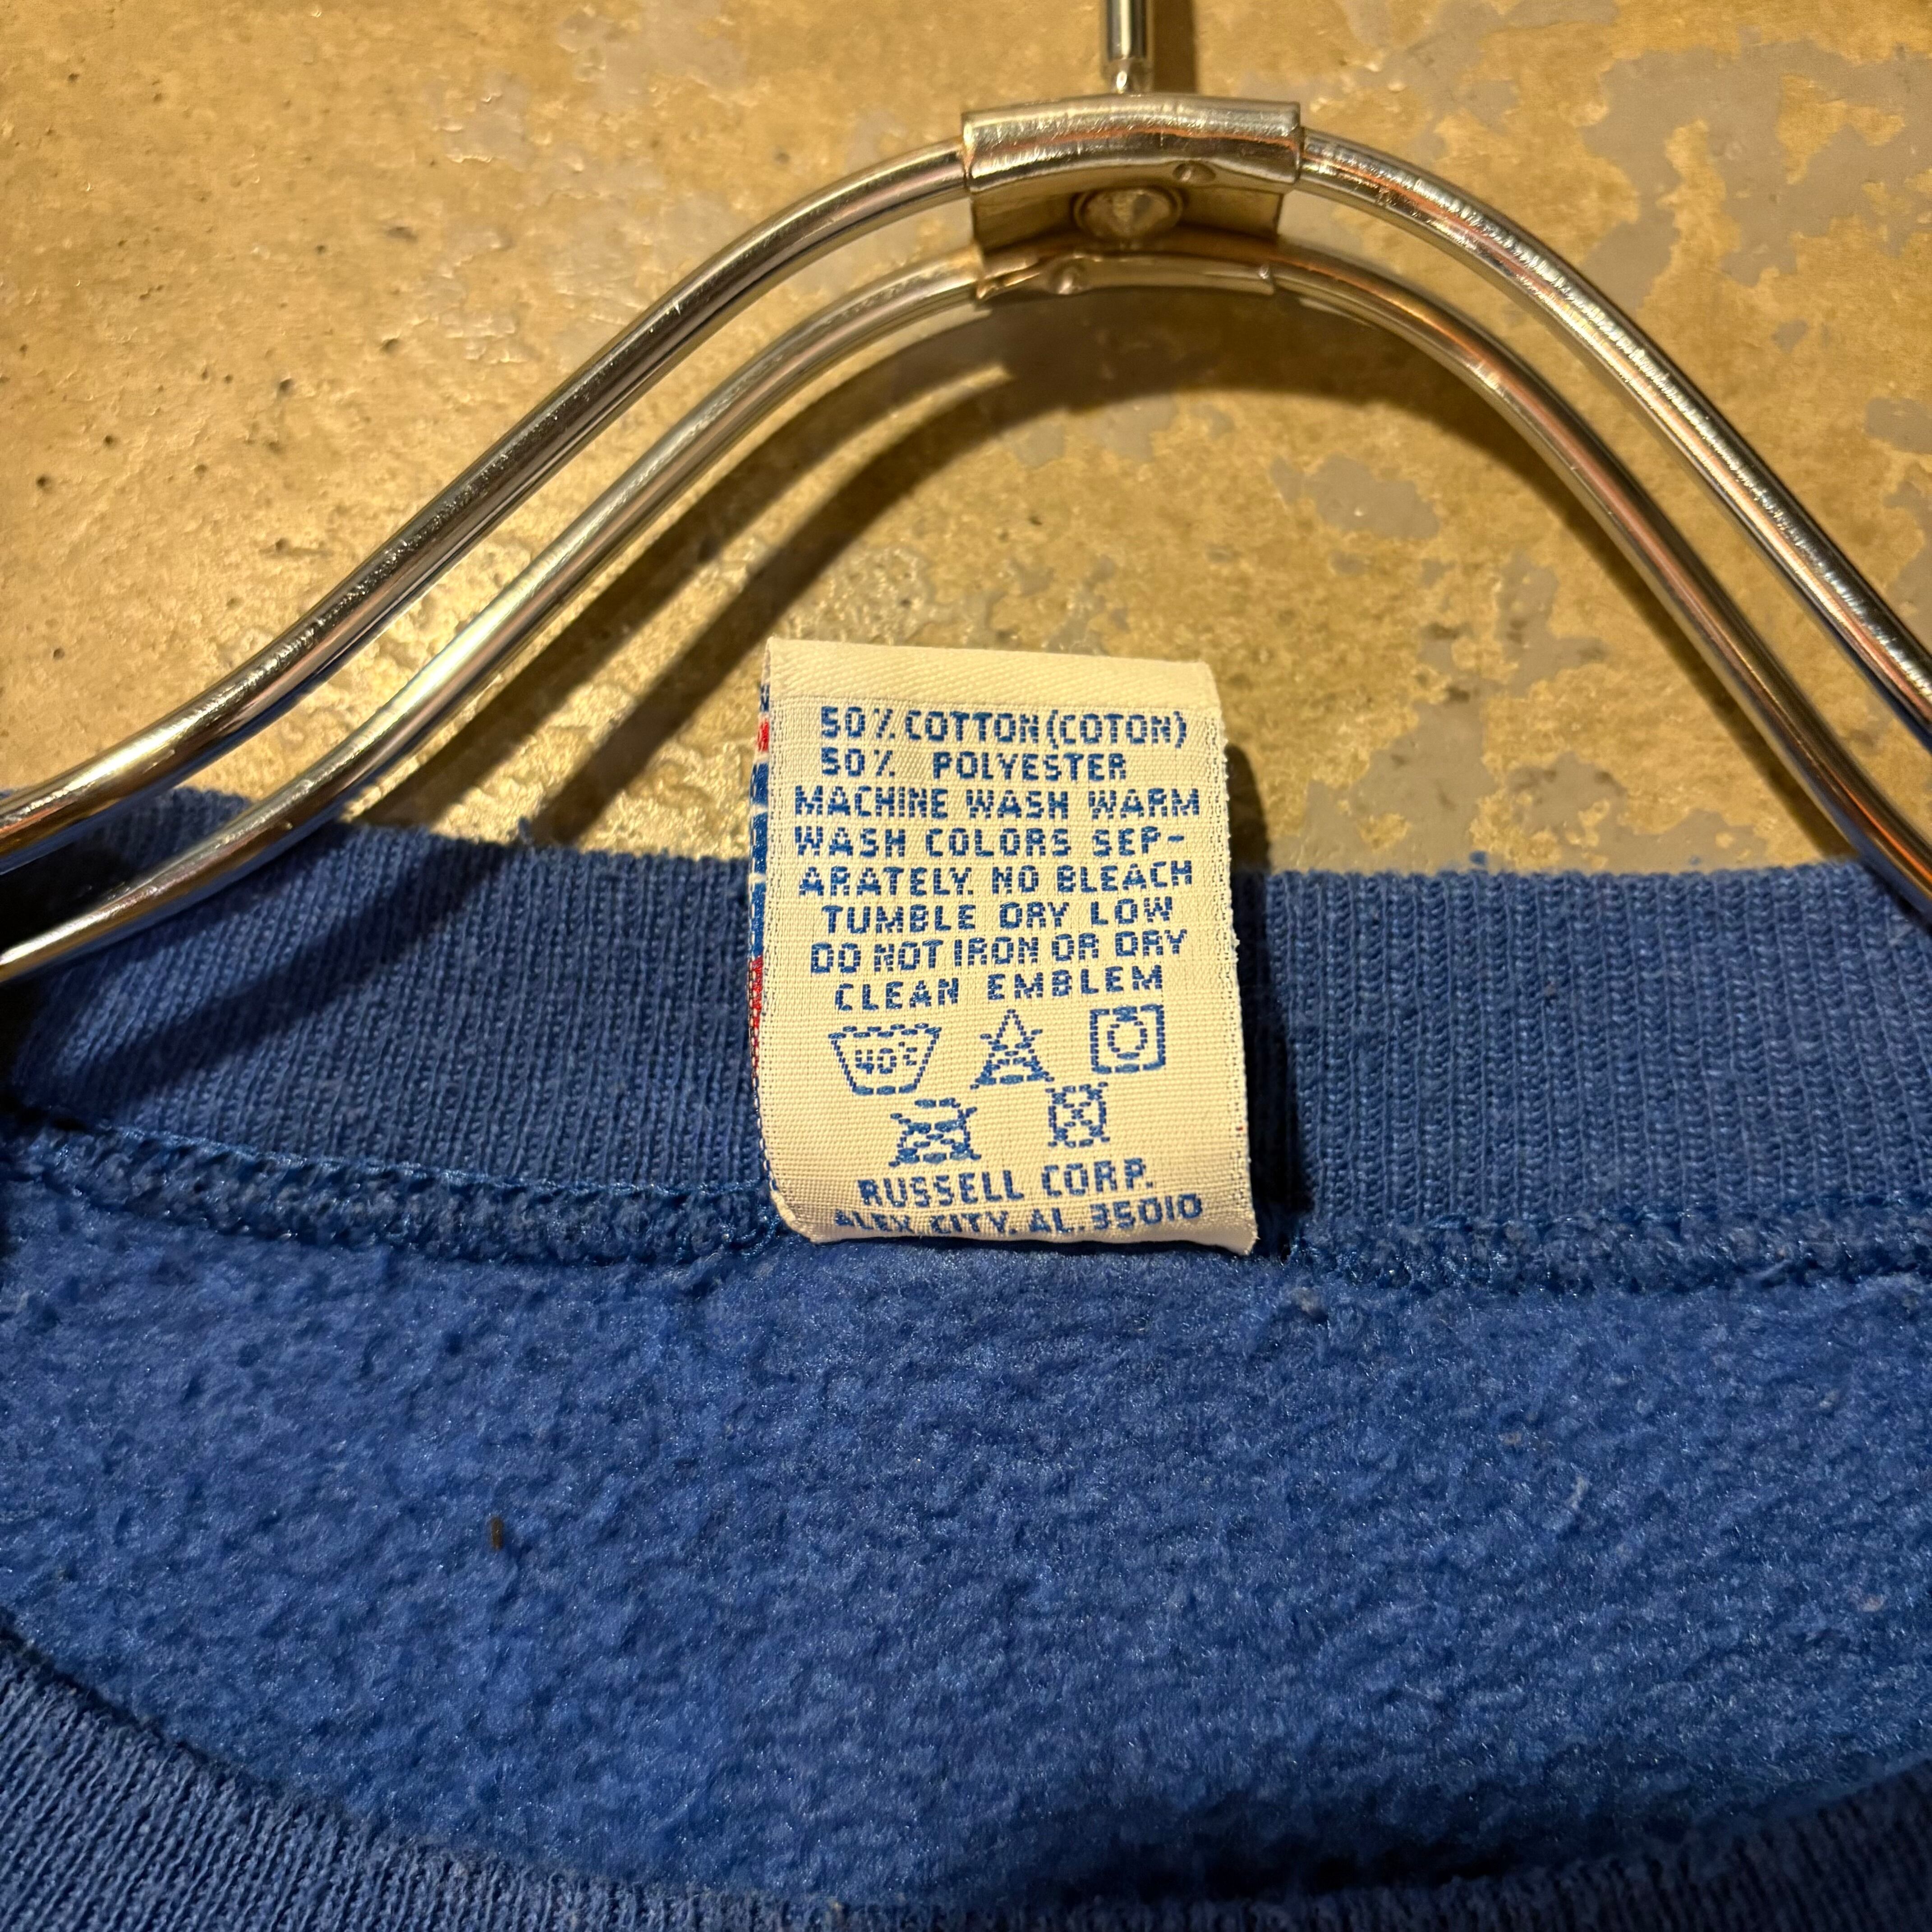 50% COTTON (COTON)
50% POLYESTER
MACHINE WASH WARM
WASH COLORS SEP-
ARATELY. NO BLEACH
TUMBLE DRY LOW
DO NOT IRON OR DRY
CLEAN EMBLEM
40°C
RUSSELL CORP.
ALEX CITY, AL. 35010